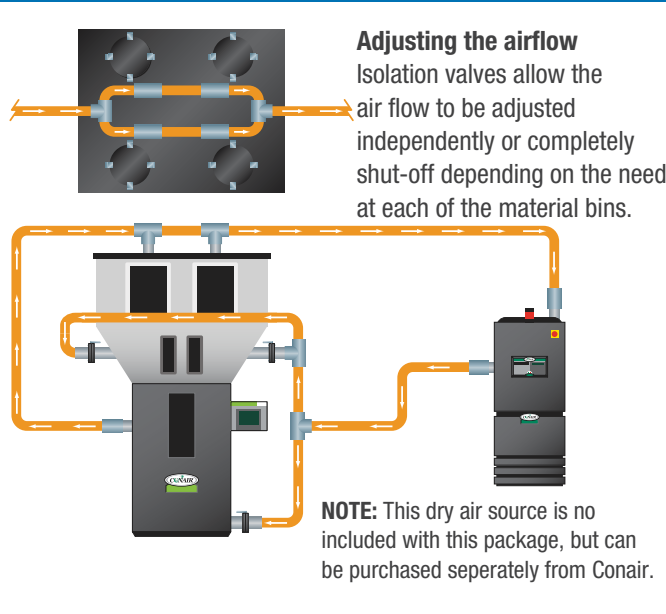 Adjusting the airflow
Isolation valves allow the
air flow to be adjusted
independently or completely
shut-off depending on the need
at each of the material bins.
CONAIR
NOTE: This dry air source is no
included with this package, but can
be purchased seperately from Conair.